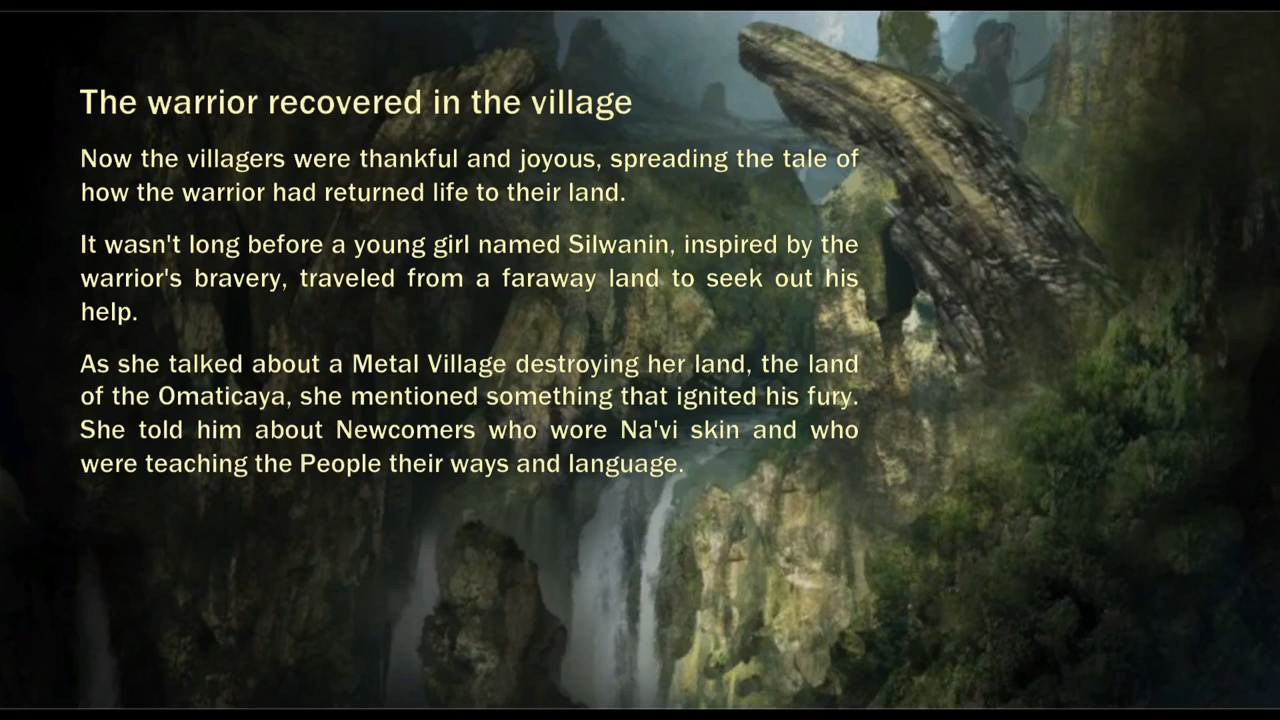 The warrior recovered in the village
Now the villagers were thankful and joyous, spreading the tale of
how the warrior had returned life to their land.
It wasn't long before a young girl named Silwanin, inspired by the
warrior's bravery, traveled from a faraway land to seek out his
help.
As she talked about a Metal Village destroying her land, the land
of the Omaticaya, she mentioned something that ignited his fury.
She told him about Newcomers who wore Na'vi skin and who
were teaching the People their ways and language.